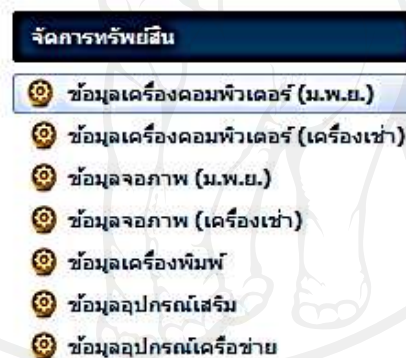 จัดการทรัพย์สิน
ข้อมูลเครื่องคอมพิวเตอร์ (ม.พ.ย.)
ข้อมูลเครื่องคอมพิวเตอร์ (เครื่องเช่า)
ข้อมูลจอภาพ (ม.พ.ย.)
ข้อมูลจอภาพ (เครื่องเช่า)
ข้อมูลเครื่องพิมพ์
ข้อมูลอุปกรณ์เสริม
ข้อมูลอุปกรณ์เครือข่าย